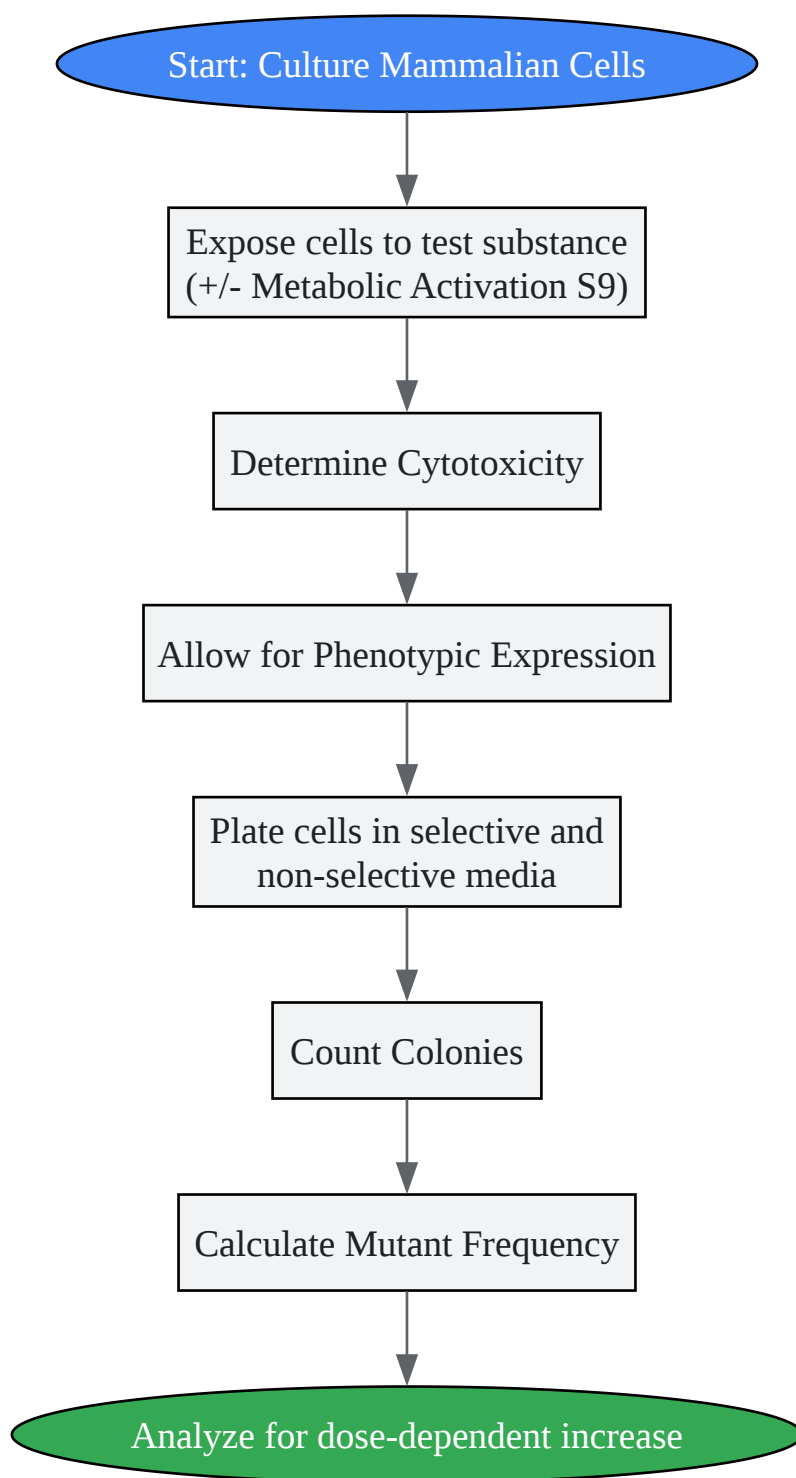 Start: Culture Mammalian Cells
Expose cells to test substance
(+/- Metabolic Activation S9)
Determine Cytotoxicity
Allow for Phenotypic Expression
Plate cells in selective and
non-selective media
Count Colonies
Calculate Mutant Frequency
Analyze for dose-dependent increase